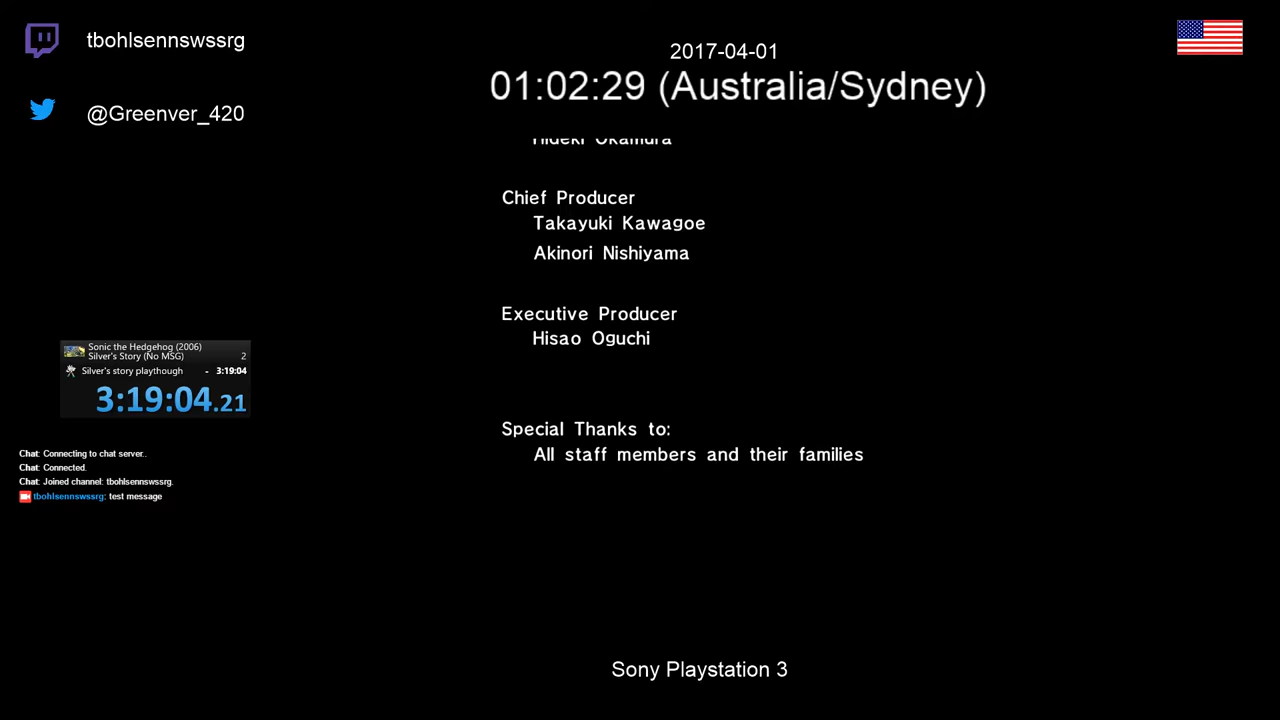 tbohlsennswssrg
@Greenver_420
2017-04-01
01:02:29 (Australia/Sydney)
Hideki Okamura
Chief Producer
Takayuki Kawagoe
Akinori Nishiyama
Executive Producer
Hisao Oguchi
Special Thanks to:
All staff members and their families
Sonic the Hedgehog (2006)
Silver's Story (No MSG) 2
Silver's story playthough - 3:19:04
3:19:04.21
Chat: Connecting to chat server..
Chat: Connected.
Chat: Joined channel: tbohlsennswssrg.
tbohlsennswssrg: test message
Sony Playstation 3